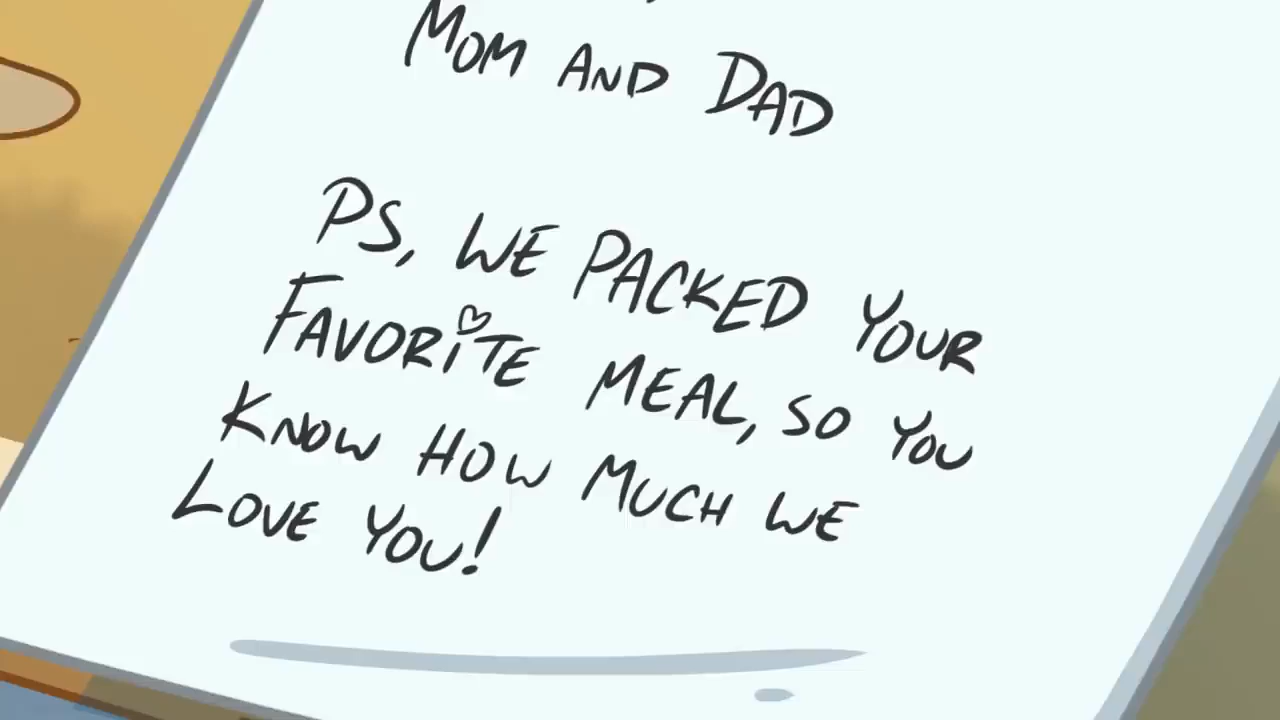 MOM AND DAD
PS, WE PACKED YOUR
FAVORITE MEAL, SO YOU
KNOW HOW MUCH WE
LOVE YOU!